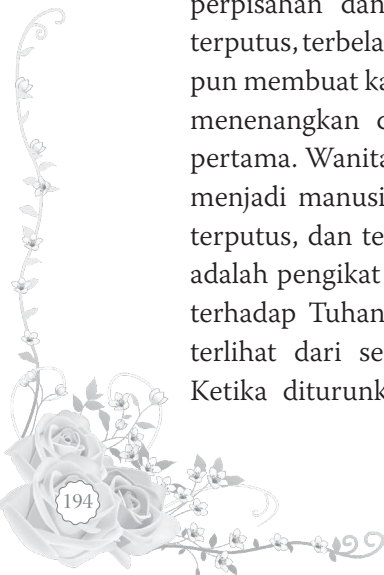 perpisahan dan
terputus, terbela
pun membuat ka
menenangkan
pertama. Wanita
menjadi manusi
terputus, dan te
adalah pengikat
terhadap Tuhan
terlihat dari se
Ketika diturunk
194